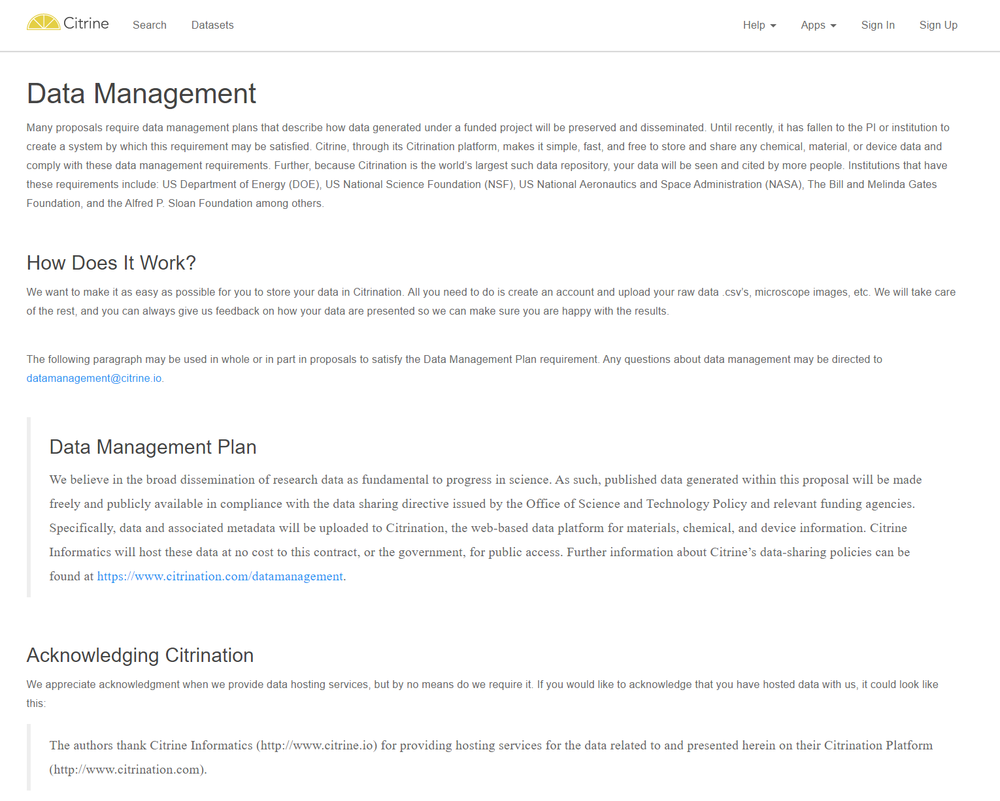 Citrine Search Datasets Help Apps Sign In Sign Up
Data Management
Many proposals require data management plans that describe how data generated under a funded project will be preserved and disseminated. Until recently, it has fallen to the PI or institution to
create a system by which this requirement may be satisfied. Citrine, through its Citrination platform, makes it simple, fast, and free to store and share any chemical, material, or device data and
comply with these data management requirements. Further, because Citrination is the world’s largest such data repository, your data will be seen and cited by more people. Institutions that have
these requirements include: US Department of Energy (DOE), US National Science Foundation (NSF), US National Aeronautics and Space Administration (NASA), The Bill and Melinda Gates
Foundation, and the Alfred P. Sloan Foundation among others.
How Does It Work?
We want to make it as easy as possible for you to store your data in Citrination. All you need to do is create an account and upload your raw data .csv’s, microscope images, etc. We will take care
of the rest, and you can always give us feedback on how your data are presented so we can make sure you are happy with the results.
The following paragraph may be used in whole or in part in proposals to satisfy the Data Management Plan requirement. Any questions about data management may be directed to
datamanagement@citrine.io.
Data Management Plan
We believe in the broad dissemination of research data as fundamental to progress in science. As such, published data generated within this proposal will be made
freely and publicly available in compliance with the data sharing directive issued by the Office of Science and Technology Policy and relevant funding agencies.
Specifically, data and associated metadata will be uploaded to Citrination, the web-based data platform for materials, chemical, and device information. Citrine
Informatics will host these data at no cost to this contract, or the government, for public access. Further information about Citrine’s data-sharing policies can be
found at https://www.citrination.com/datamanagement.
Acknowledging Citrination
We appreciate acknowledgment when we provide data hosting services, but by no means do we require it. If you would like to acknowledge that you have hosted data with us, it could look like
this:
The authors thank Citrine Informatics (http://www.citrine.io) for providing hosting services for the data related to and presented herein on their Citrination Platform
(http://www.citrination.com).